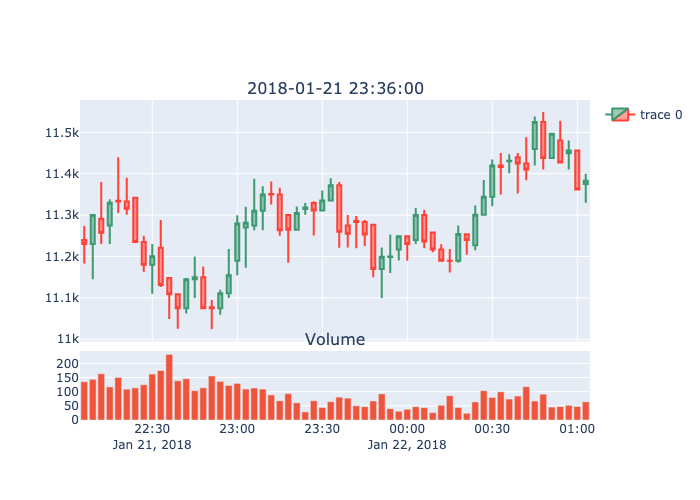 2018-01-21 23:36:00
trace 0
11.5k
11.4k
11.3k
11.2k
11.1k
11k
Volume
200
150
100
50
0
22:30 23:00 23:30 00:00 00:30 01:00
Jan 21, 2018 Jan 22, 2018